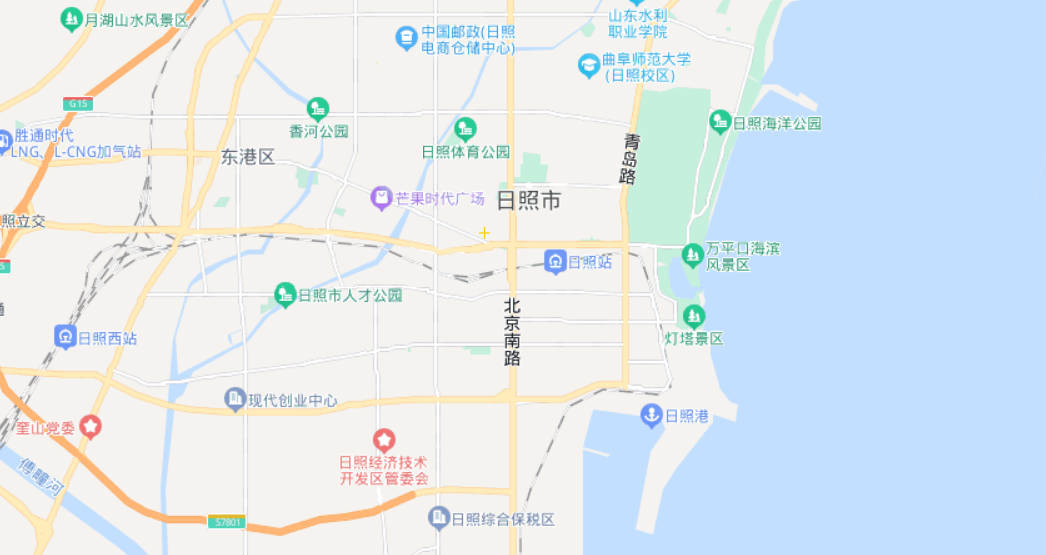 月湖山水风景区
中国邮政(日照
电商仓储中心)
山东水利
职业学院
曲阜师范大学
(日照校区)
G15
香河公园
日照体育公园
日照海洋公园
胜通时代
LNG、L-CNG加气站
东港区
青岛路
芒果时代广场
日照市
照立交
万平口海滨
风景区
日照站
日照市人才公园
北京南路
灯塔景区
通
日照西站
现代创业中心
日照港
奎山党委
日照经济技术
开发区管委会
傅疃河
S7801
日照综合保税区